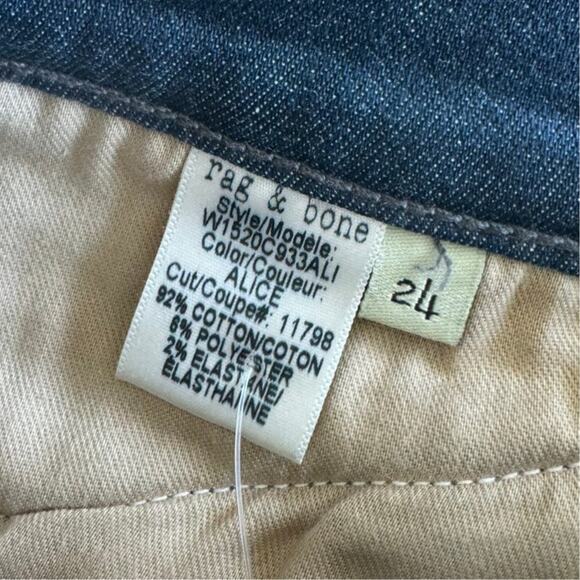 rag & bone
Style/Modèle:
W1520C933ALI
Color/Couleur:
ALICE
Cut/Coupe#: 11798
92% COTTON/COTON
6% POLYESTER
2% ELASTANE/
ELASTHANNE
24